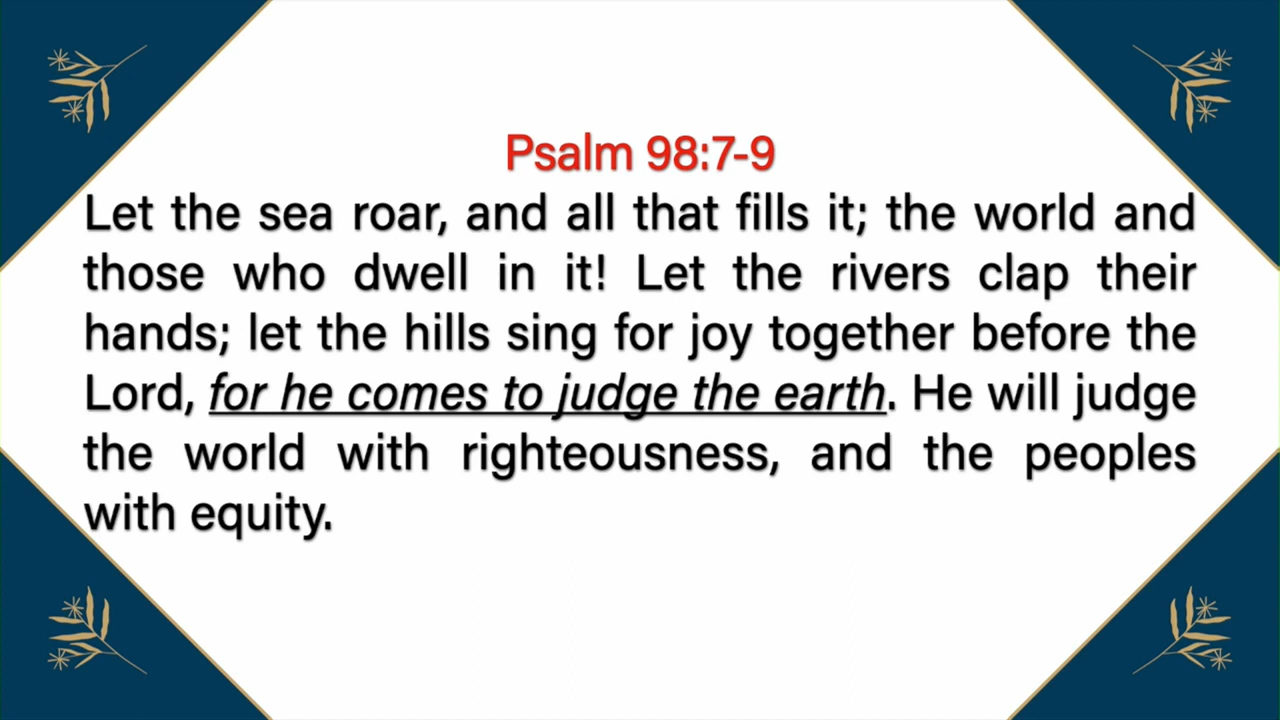 Psalm 98:7-9
Let the sea roar, and all that fills it; the world and
those who dwell in it! Let the rivers clap their
hands; let the hills sing for joy together before the
Lord, for he comes to judge the earth. He will judge
the world with righteousness, and the peoples
with equity.